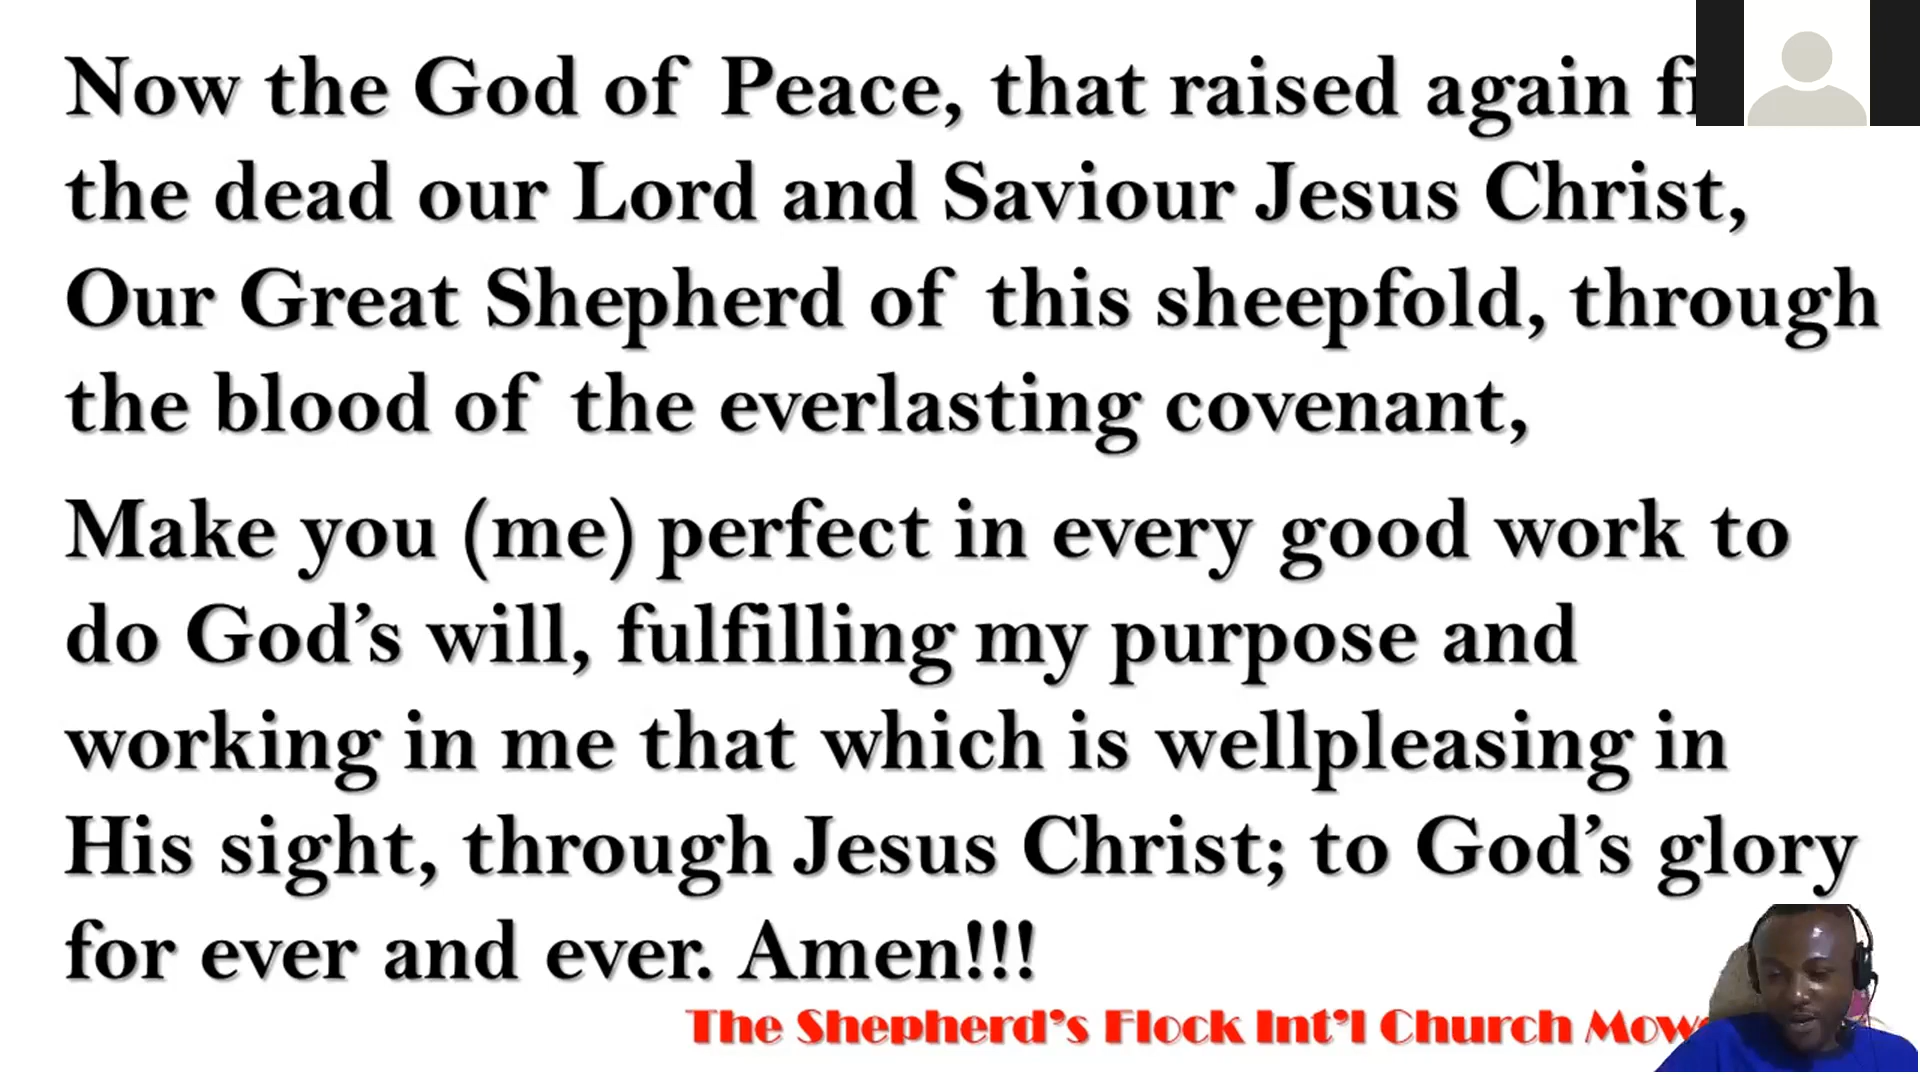 Now the God of Peace, that raised again
the dead our Lord and Saviour Jesus Christ,
Our Great Shepherd of this sheepfold, through
the blood of the everlasting covenant,
Make you (me) perfect in every good work to
do God’s will, fulfilling my purpose and
working in me that which is wellpleasing in
His sight, through Jesus Christ; to God’s glory
for ever and ever. Amen!!!
The Shepherd’s Flock Int’l Church